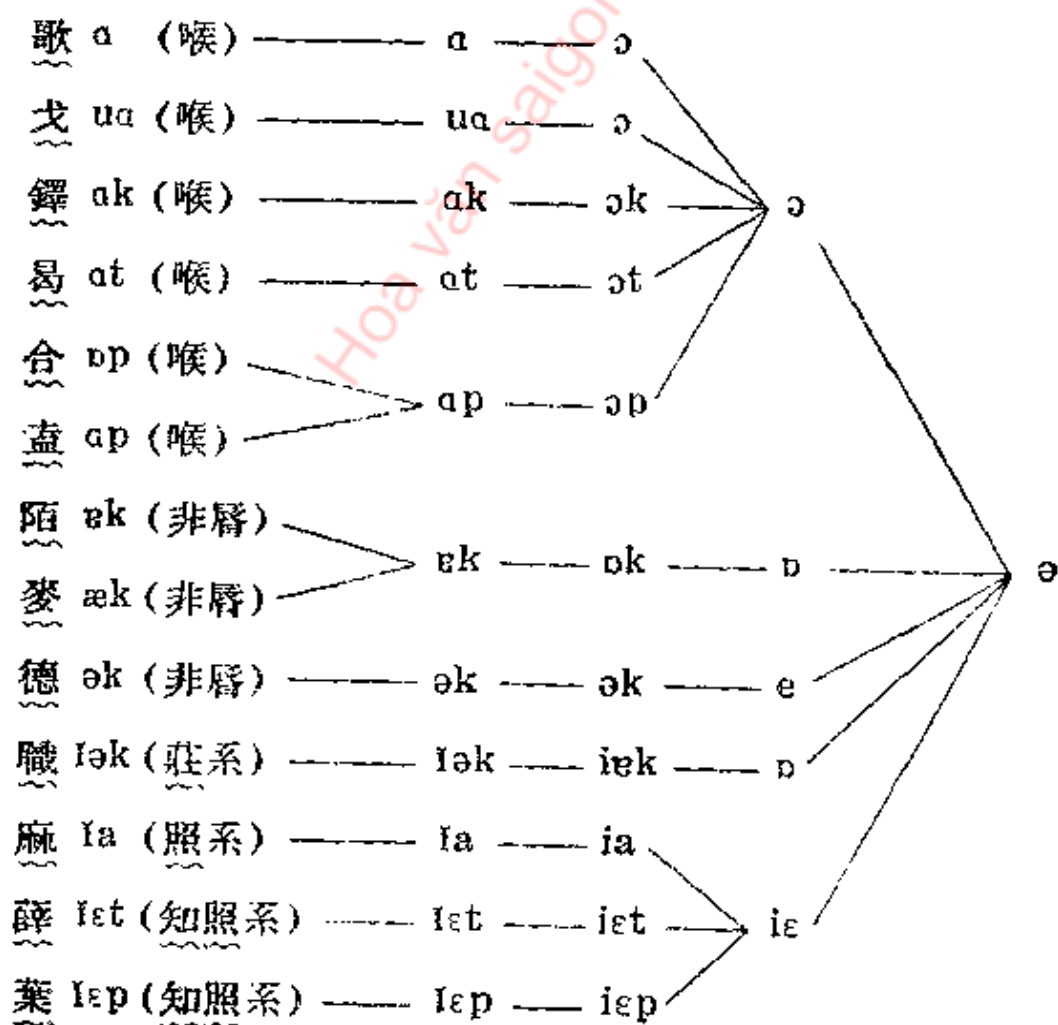 歌 ɑ (喉) ɑ ɔ
戈 uɑ (喉) uɑ ɔ
鐸 ɑk (喉) ɑk ɔk ɔ
曷 ɑt (喉) ɑt ɔt
合 ɒp (喉)
ɑp ɔp
盍 ɑp (喉)
陌 ɐk (非脣)
ɐk ɒk ɒ ə
麥 æk (非脣)
德 ək (非脣) ək ək e
職 ĭək (莊系) ĭək iɐk ɒ
麻 ĭa (照系) ĭa ia
薛 ĭɛt (知照系) ĭɛt iɛt iɛ
葉 ĭɛp (知照系) ĭɛp iɛp
Hoa văn saigon